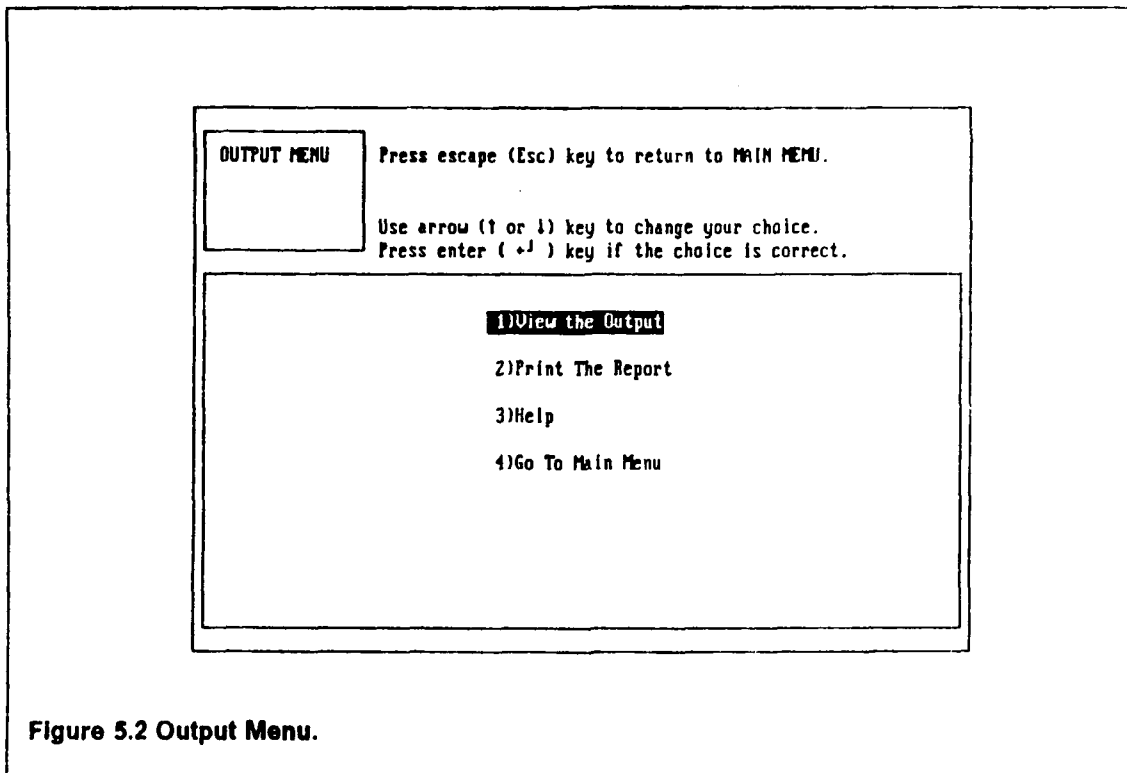 OUTPUT MENU
Press escape (Esc) key to return to MAIN MENU.
Use arrow (↑ or ↓) key to change your choice.
Press enter ( ↵ ) key if the choice is correct.
1)View the Output
2)Print The Report
3)Help
4)Go To Main Menu
Figure 5.2 Output Menu.